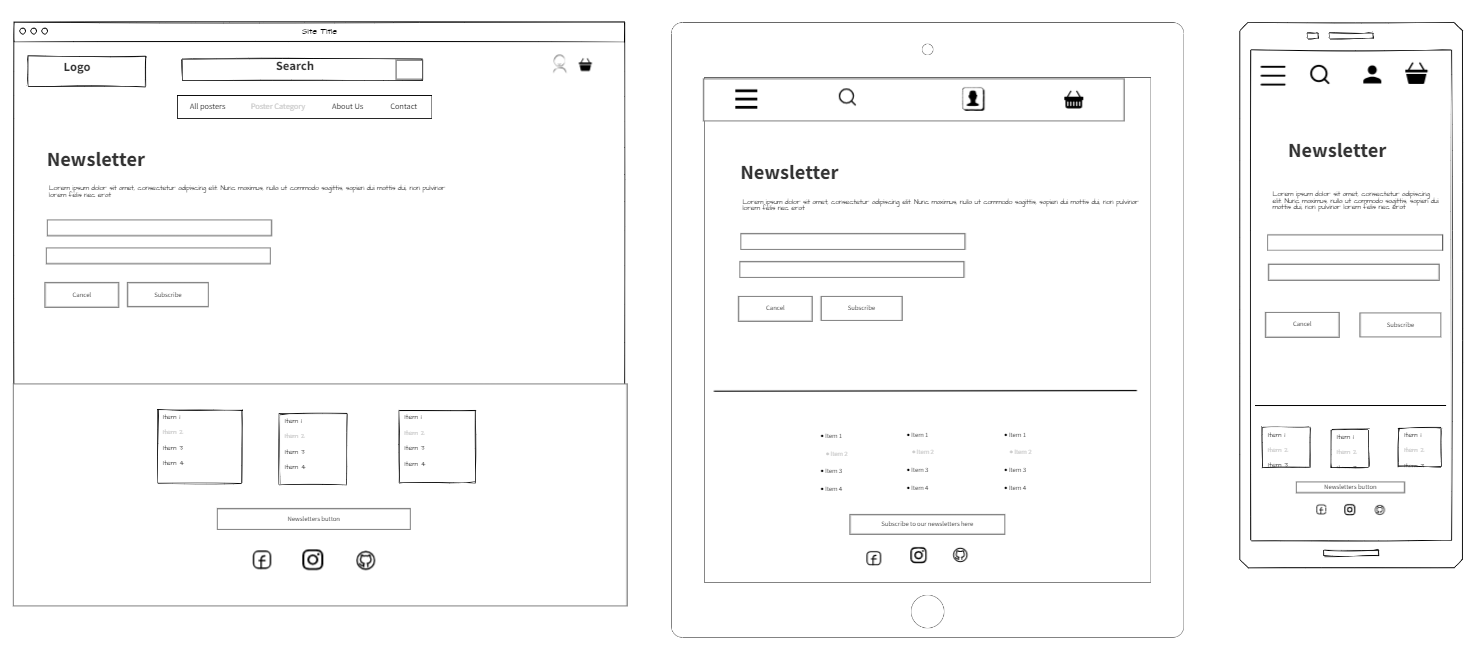 Site Title
Logo
Search
All posters Poster Category About Us Contact
Newsletter
Lorem ipsum dolor sit amet, consectetur adipiscing elit. Nunc maximus, nulla ut commodo sagittis, sapien dui mattis dui, non pulvinar
lorem felis nec erat
Cancel Subscribe
Item 1
Item 2
Item 3
Item 4
Item 1
Item 2
Item 3
Item 4
Item 1
Item 2
Item 3
Item 4
Newsletters button
Newsletter
Lorem ipsum dolor sit amet, consectetur adipiscing elit. Nunc maximus, nulla ut commodo sagittis, sapien dui mattis dui, non pulvinar
lorem felis nec erat
Cancel Subscribe
• Item 1
• Item 2
• Item 3
• Item 4
• Item 1
• Item 2
• Item 3
• Item 4
• Item 1
• Item 2
• Item 3
• Item 4
Subscribe to our newsletters here
Newsletter
Lorem ipsum dolor sit amet, consectetur adipiscing
elit. Nunc maximus, nulla ut commodo sagittis, sapien dui
mattis dui, non pulvinar lorem felis nec erat
Cancel Subscribe
Item 1
Item 2
Item 3
Item 1
Item 2
Item 1
Item 2
Item 3
Newsletters button